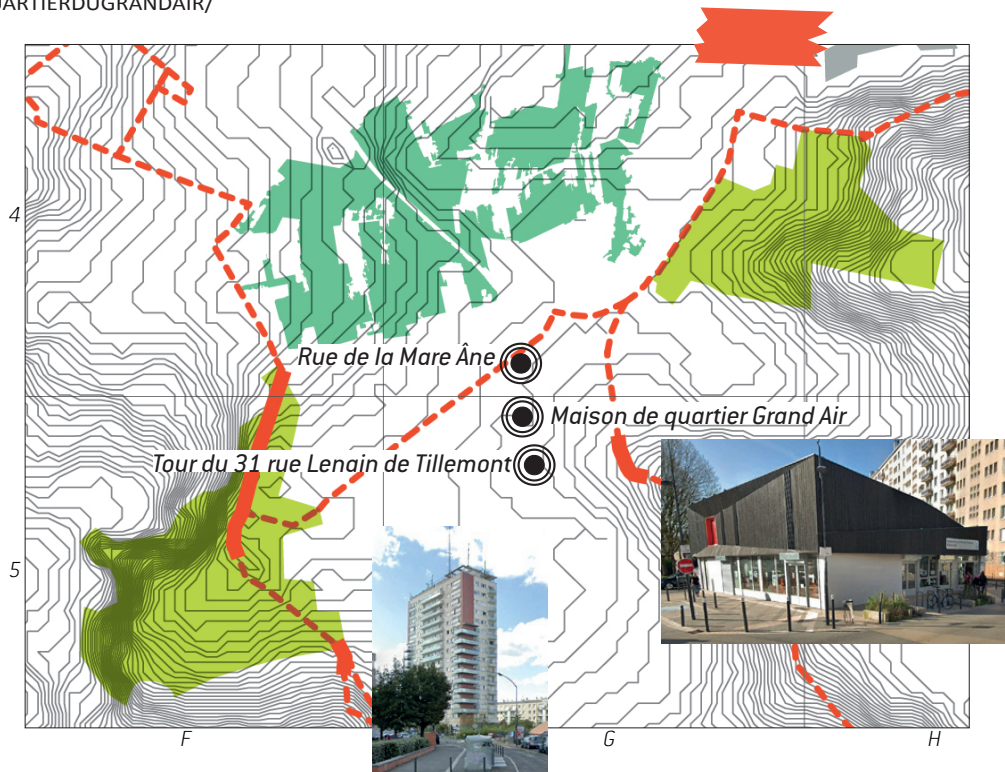 UARTIERDUGRANDAIR/
4
Rue de la Mare Âne
Maison de quartier Grand Air
Tour du 31 rue Lenain de Tillemont
5
F
G
H